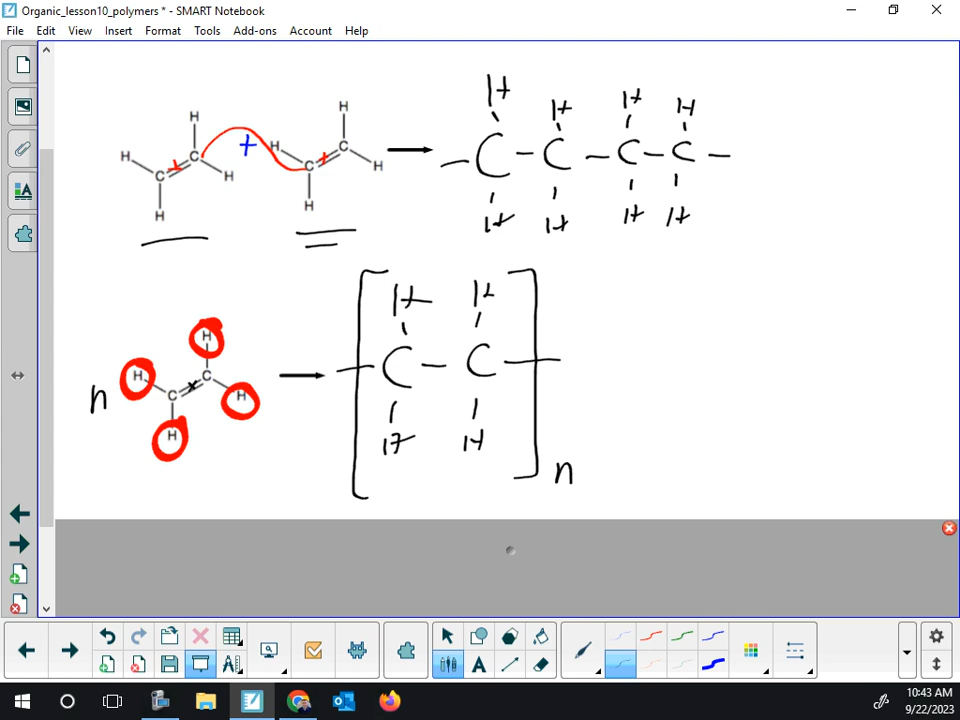 Organic_lesson10_polymers * - SMART Notebook
File Edit View Insert Format Tools Add-ons Account Help
H H H H H H
H H + H C C H
C C H C C H - C - C - C - C -
H H H H H H
H H H
H C C H - C - C -
n H H H n
10:43 AM
9/22/2023